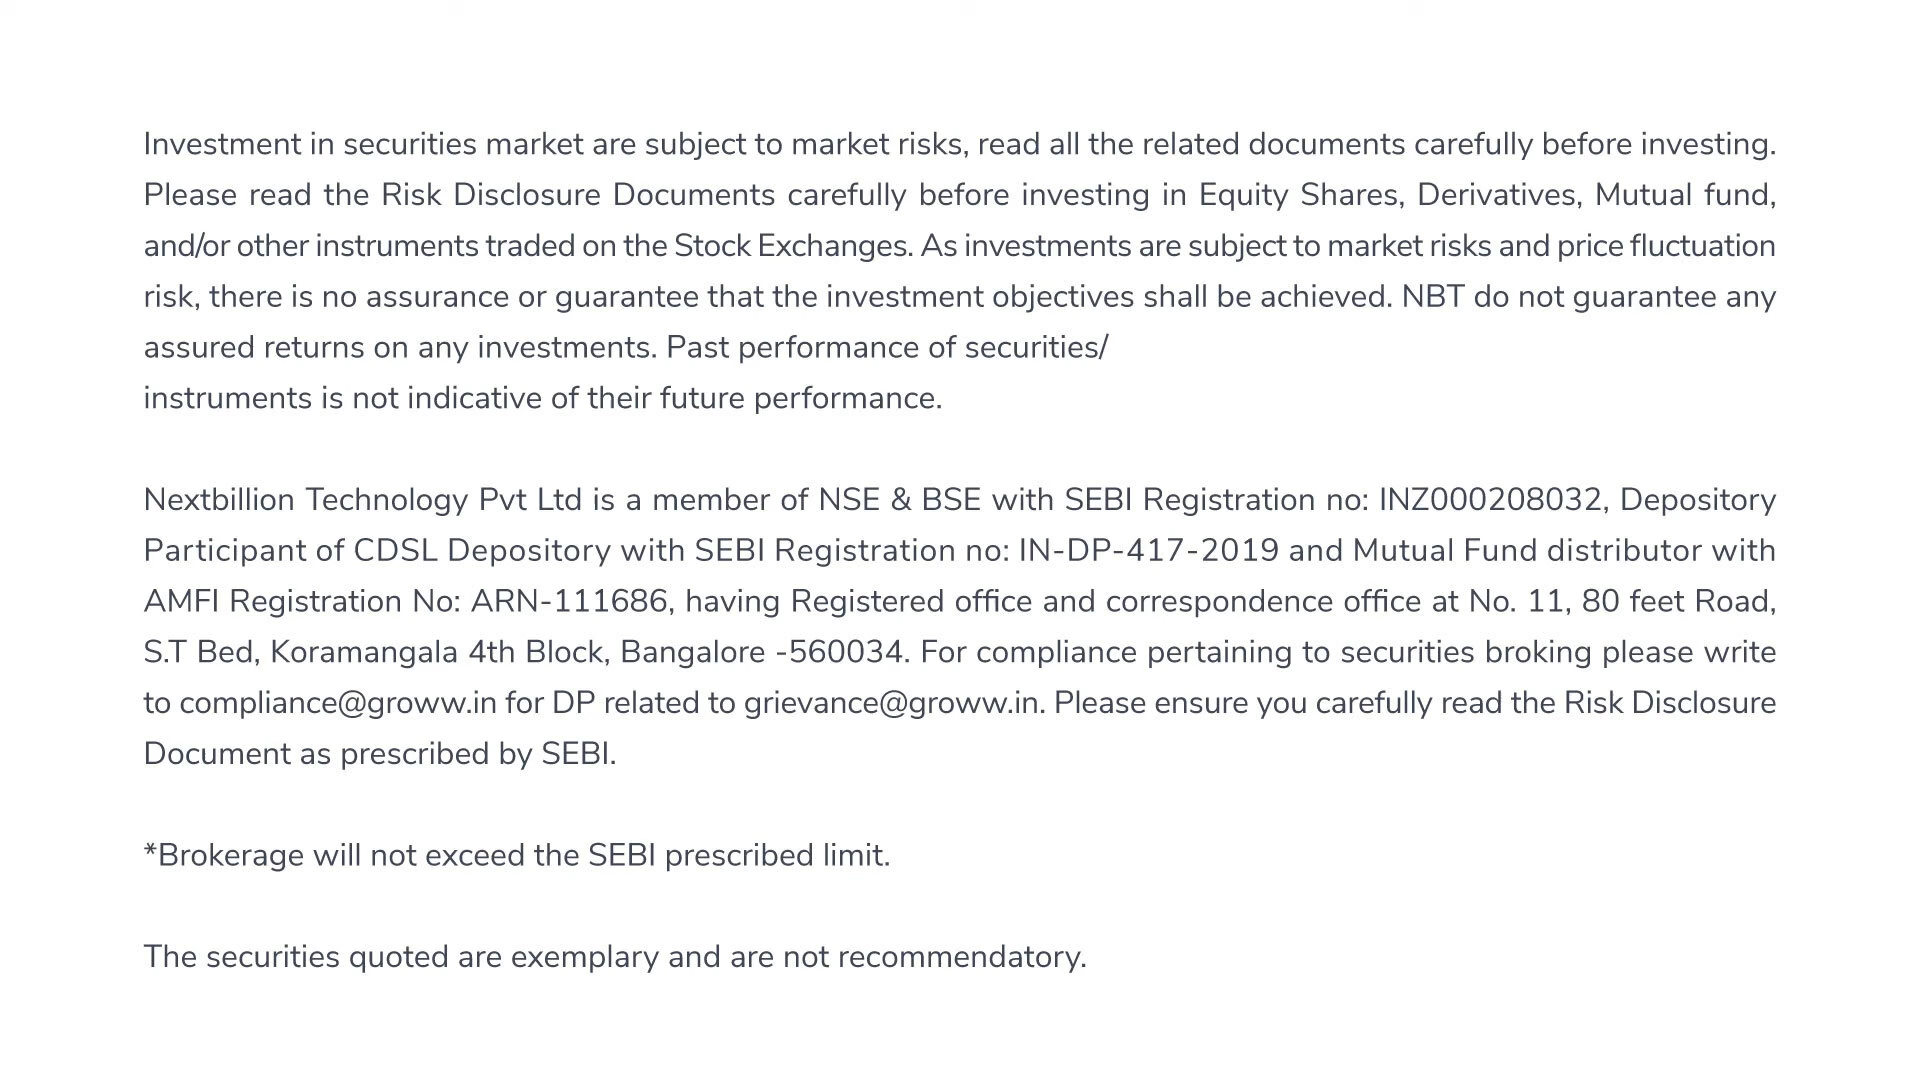 Investment in securities market are subject to market risks, read all the related documents carefully before investing.
Please read the Risk Disclosure Documents carefully before investing in Equity Shares, Derivatives, Mutual fund,
and/or other instruments traded on the Stock Exchanges. As investments are subject to market risks and price fluctuation
risk, there is no assurance or guarantee that the investment objectives shall be achieved. NBT do not guarantee any
assured returns on any investments. Past performance of securities/
instruments is not indicative of their future performance.
Nextbillion Technology Pvt Ltd is a member of NSE & BSE with SEBI Registration no: INZ000208032, Depository
Participant of CDSL Depository with SEBI Registration no: IN-DP-417-2019 and Mutual Fund distributor with
AMFI Registration No: ARN-111686, having Registered office and correspondence office at No. 11, 80 feet Road,
S.T Bed, Koramangala 4th Block, Bangalore -560034. For compliance pertaining to securities broking please write
to compliance@groww.in for DP related to grievance@groww.in. Please ensure you carefully read the Risk Disclosure
Document as prescribed by SEBI.
*Brokerage will not exceed the SEBI prescribed limit.
The securities quoted are exemplary and are not recommendatory.